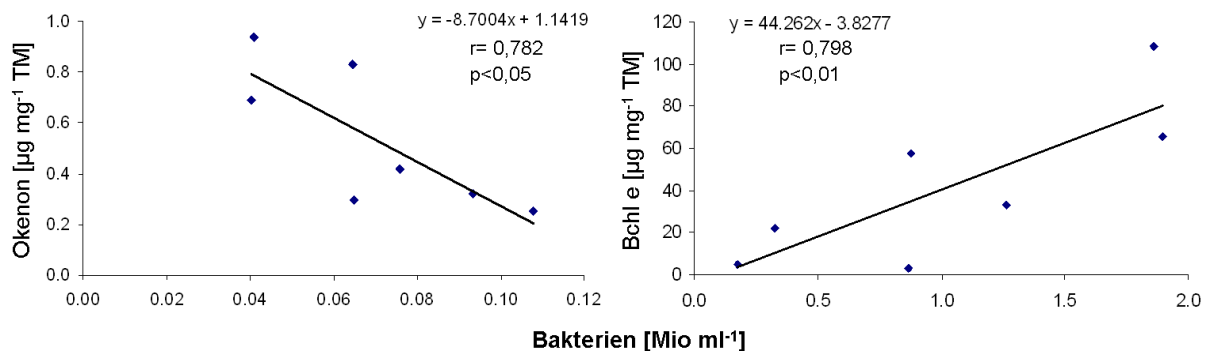 y = -8.7004x + 1.1419
r= 0,782
p<0,05
Okenon [µg mg⁻¹ TM]
1.0
0.8
0.6
0.4
0.2
0.0
0.00 0.02 0.04 0.06 0.08 0.10 0.12
y = 44.262x - 3.8277
r= 0,798
p<0,01
Bchl e [µg mg⁻¹ TM]
120
100
80
60
40
20
0
0.0 0.5 1.0 1.5 2.0
Bakterien [Mio ml⁻¹]